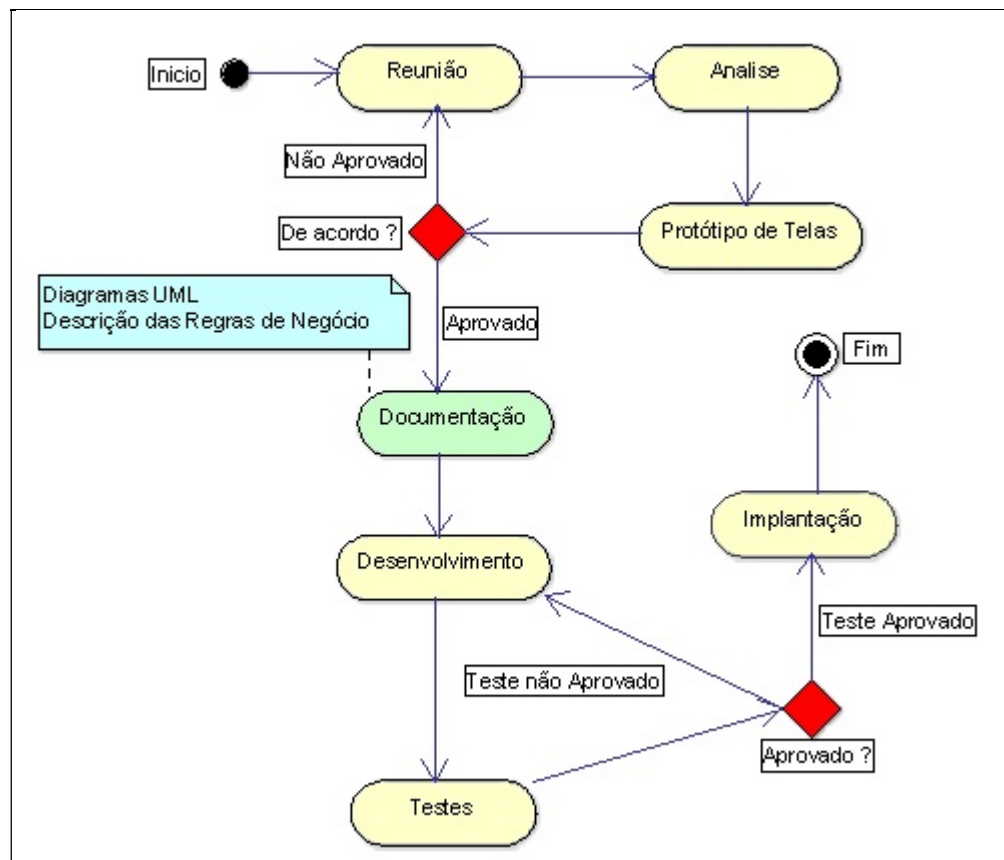 Inicio
Reunião
Analise
Não Aprovado
De acordo ?
Protótipo de Telas
Diagramas UML
Descrição das Regras de Negócio
Aprovado
Fim
Documentação
Implantação
Desenvolvimento
Teste Aprovado
Teste não Aprovado
Aprovado ?
Testes